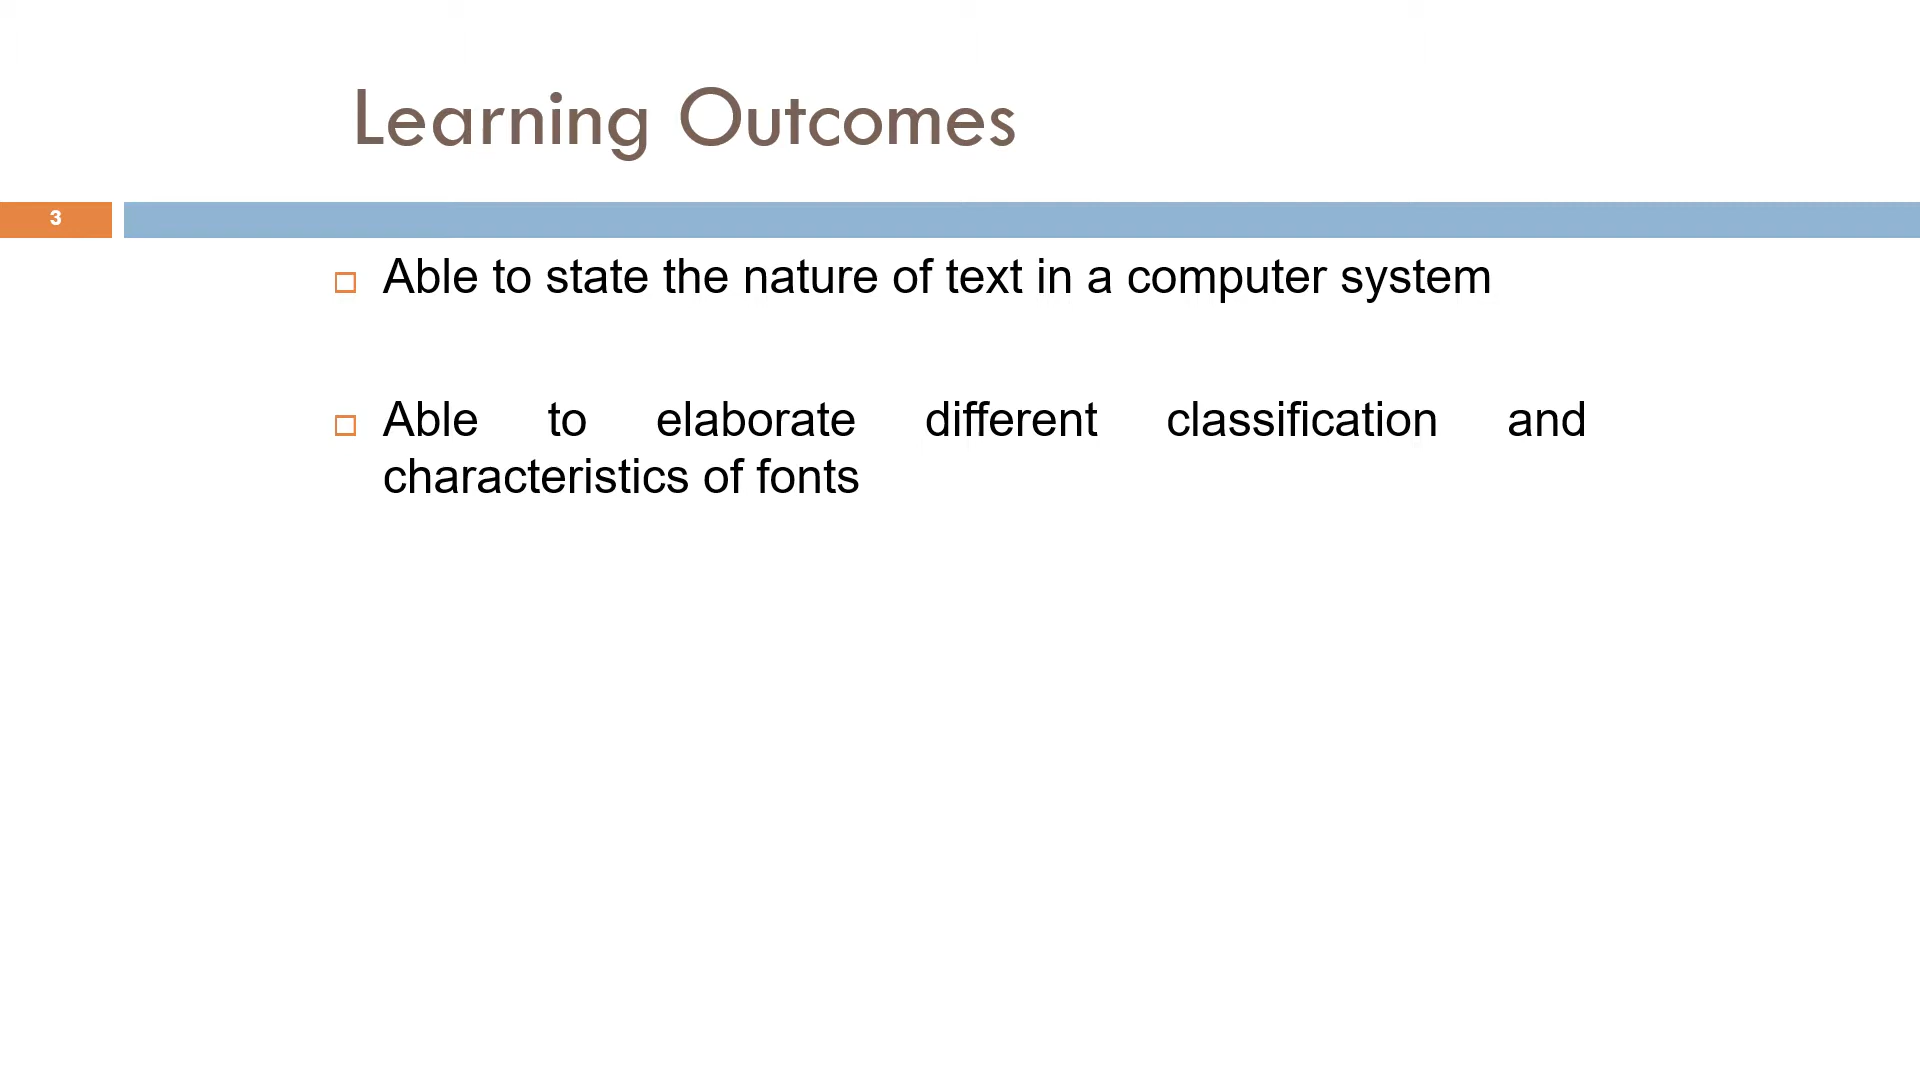 Learning Outcomes
3
Able to state the nature of text in a computer system
Able to elaborate different classification and
characteristics of fonts